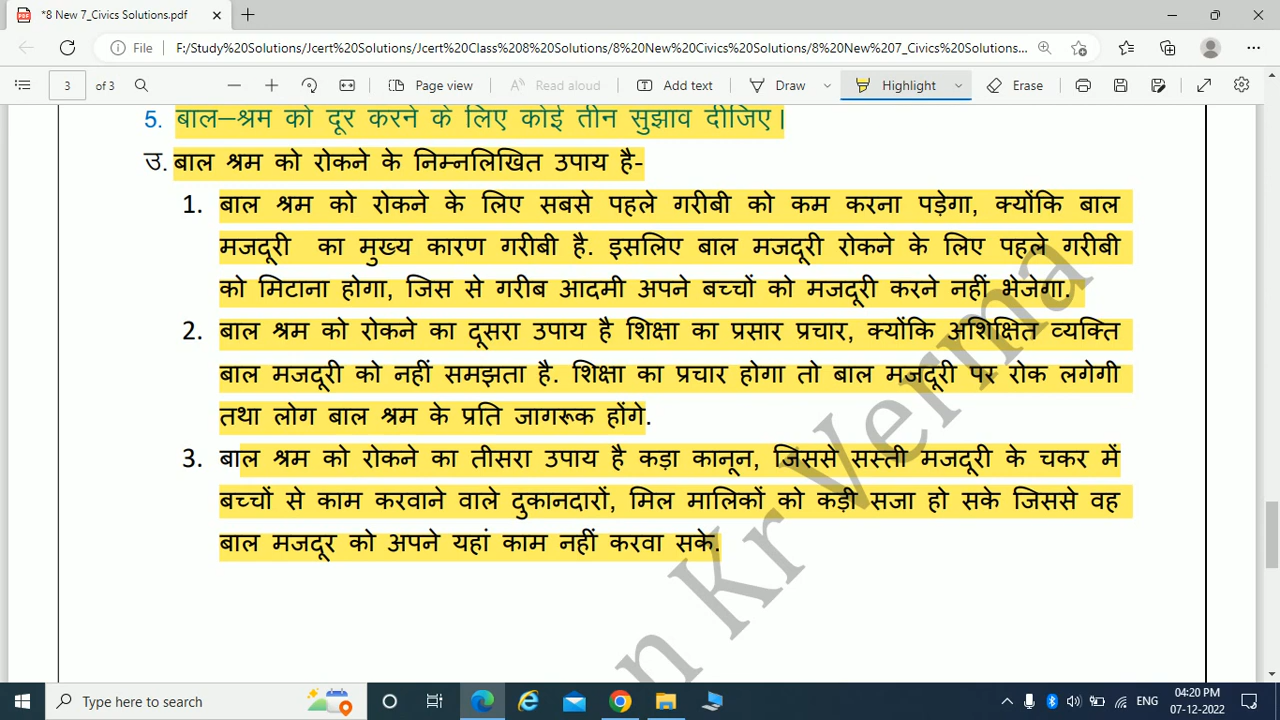 *8 New 7_Civics Solutions.pdf
File F:/Study%20Solutions/Jcert%20Solutions/Jcert%20Class%208%20Solutions/8%20New%20Civics%20Solutions/8%20New%207_Civics%20Solutions...
3 of 3 Page view Read aloud Add text Draw Highlight Erase
5. बाल–श्रम को दूर करने के लिए कोई तीन सुझाव दीजिए।
उ. बाल श्रम को रोकने के निम्नलिखित उपाय है-
1. बाल श्रम को रोकने के लिए सबसे पहले गरीबी को कम करना पड़ेगा, क्योंकि बाल
मजदूरी का मुख्य कारण गरीबी है. इसलिए बाल मजदूरी रोकने के लिए पहले गरीबी
को मिटाना होगा, जिस से गरीब आदमी अपने बच्चों को मजदूरी करने नहीं भेजेगा.
2. बाल श्रम को रोकने का दूसरा उपाय है शिक्षा का प्रसार प्रचार, क्योंकि अशिक्षित व्यक्ति
बाल मजदूरी को नहीं समझता है. शिक्षा का प्रचार होगा तो बाल मजदूरी पर रोक लगेगी
तथा लोग बाल श्रम के प्रति जागरूक होंगे.
3. बाल श्रम को रोकने का तीसरा उपाय है कड़ा कानून, जिससे सस्ती मजदूरी के चकर में
बच्चों से काम करवाने वाले दुकानदारों, मिल मालिकों को कड़ी सजा हो सके जिससे वह
बाल मजदूर को अपने यहां काम नहीं करवा सके.
n Kr Verma
Type here to search
ENG
04:20 PM
07-12-2022